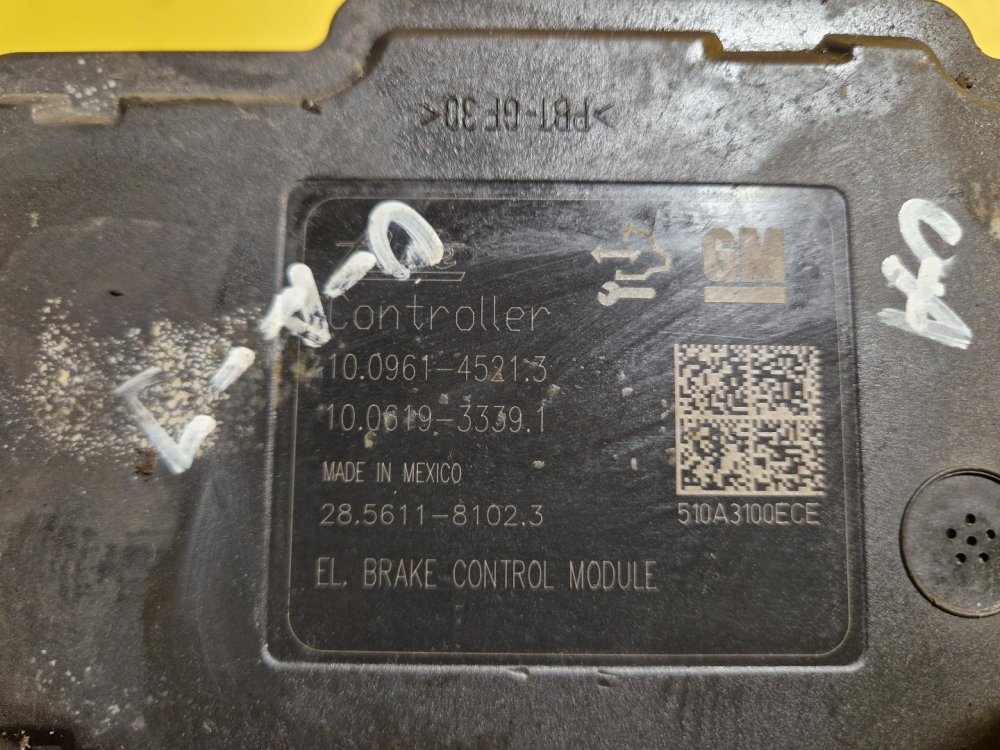 >PBT-GF30<
GM
Controller
10.0961-4521.3
10.0619-3339.1
MADE IN MEXICO
28.5611-8102.3
510A3100ECE
EL. BRAKE CONTROL MODULE